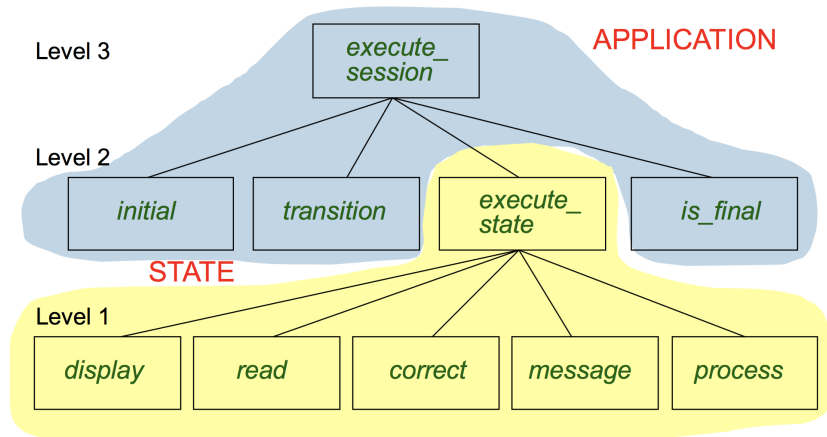 Level 3
execute_
session
APPLICATION
Level 2
initial
transition
execute_
state
is_final
STATE
Level 1
display
read
correct
message
process